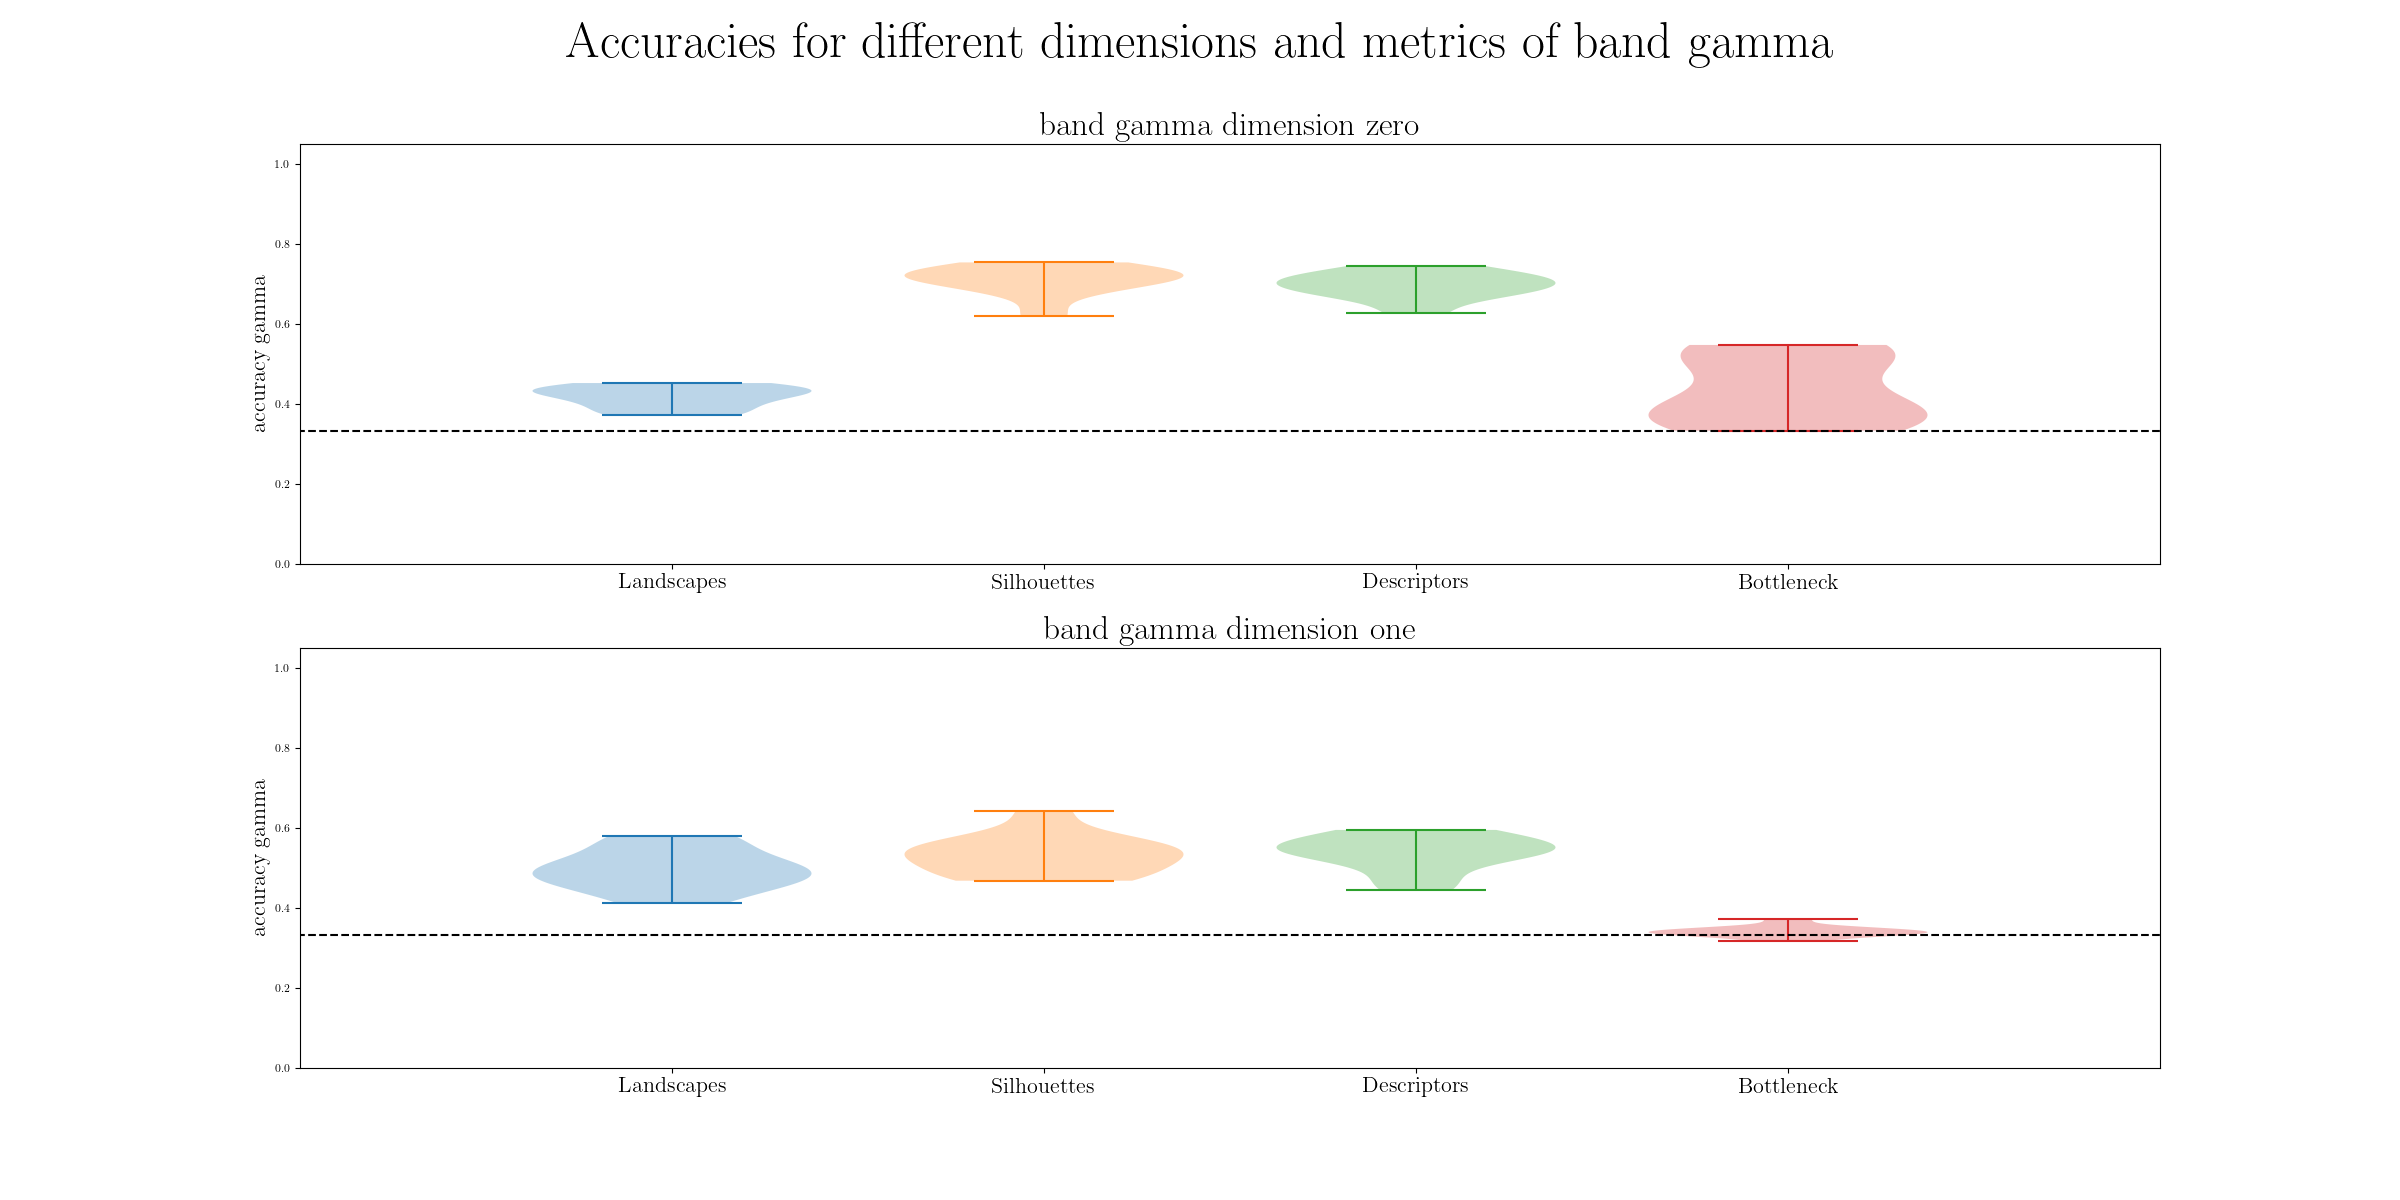 Accuracies for different dimensions and metrics of band gamma
band gamma dimension zero
accuracy gamma
1.0
0.8
0.6
0.4
0.2
0.0
Landscapes
Silhouettes
Descriptors
Bottleneck
band gamma dimension one
accuracy gamma
1.0
0.8
0.6
0.4
0.2
0.0
Landscapes
Silhouettes
Descriptors
Bottleneck